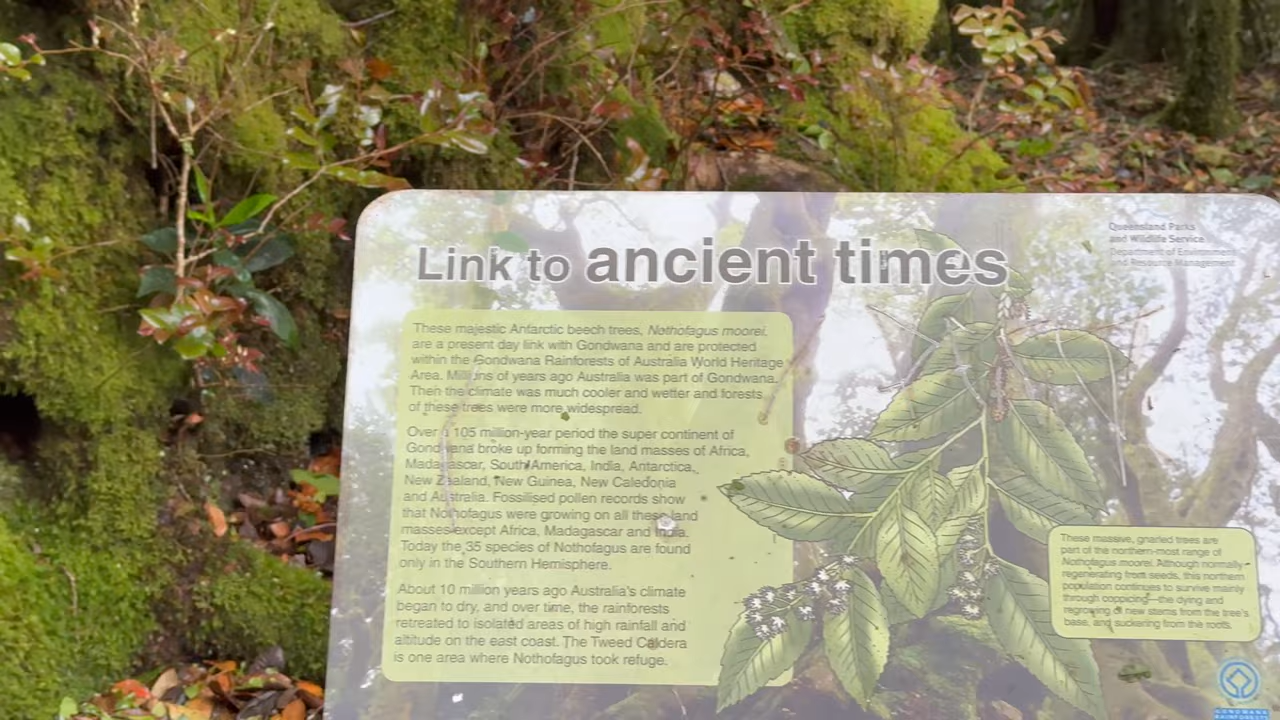 Link to ancient times
Queensland Parks
and Wildlife Service
Department of Environment
and Resource Management
These majestic Antarctic beech trees, Nothofagus moorei,
are a present day link with Gondwana and are protected
within the Gondwana Rainforests of Australia World Heritage
Area. Millions of years ago Australia was part of Gondwana.
Then the climate was much cooler and wetter and forests
of these trees were more widespread.
Over a 105 million-year period the super continent of
Gondwana broke up forming the land masses of Africa,
Madagascar, South America, India, Antarctica,
New Zealand, New Guinea, New Caledonia
and Australia. Fossilised pollen records show
that Nothofagus were growing on all these land
masses except Africa, Madagascar and India.
Today the 35 species of Nothofagus are found
only in the Southern Hemisphere.
About 10 million years ago Australia's climate
began to dry, and over time, the rainforests
retreated to isolated areas of high rainfall and
altitude on the east coast. The Tweed Caldera
is one area where Nothofagus took refuge.
These massive, gnarled trees are
part of the northern-most range of
Nothofagus moorei. Although normally
regenerating from seeds, this northern
population continues to survive mainly
through coppicing—the dying and
regrowing of new stems from the tree's
base, and suckering from the roots.
GONDWANA
RAINFORESTS